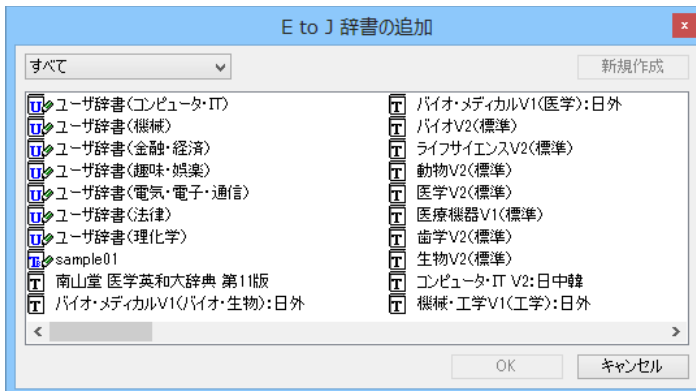 E to J 辞書の追加
x
すべて
新規作成
U ユーザ辞書(コンピュータ・IT)
U ユーザ辞書(機械)
U ユーザ辞書(金融・経済)
U ユーザ辞書(趣味・娯楽)
U ユーザ辞書(電気・電子・通信)
U ユーザ辞書(法律)
U ユーザ辞書(理化学)
sample01
T 南山堂 医学英和大辞典 第11版
T バイオ・メディカルV1(バイオ・生物):日外
T バイオ・メディカルV1(医学):日外
T バイオV2(標準)
T ライフサイエンスV2(標準)
T 動物V2(標準)
T 医学V2(標準)
T 医療機器V1(標準)
T 歯学V2(標準)
T 生物V2(標準)
T コンピュータ・IT V2:日中韓
T 機械・工学V1(工学):日外
OK
キャンセル